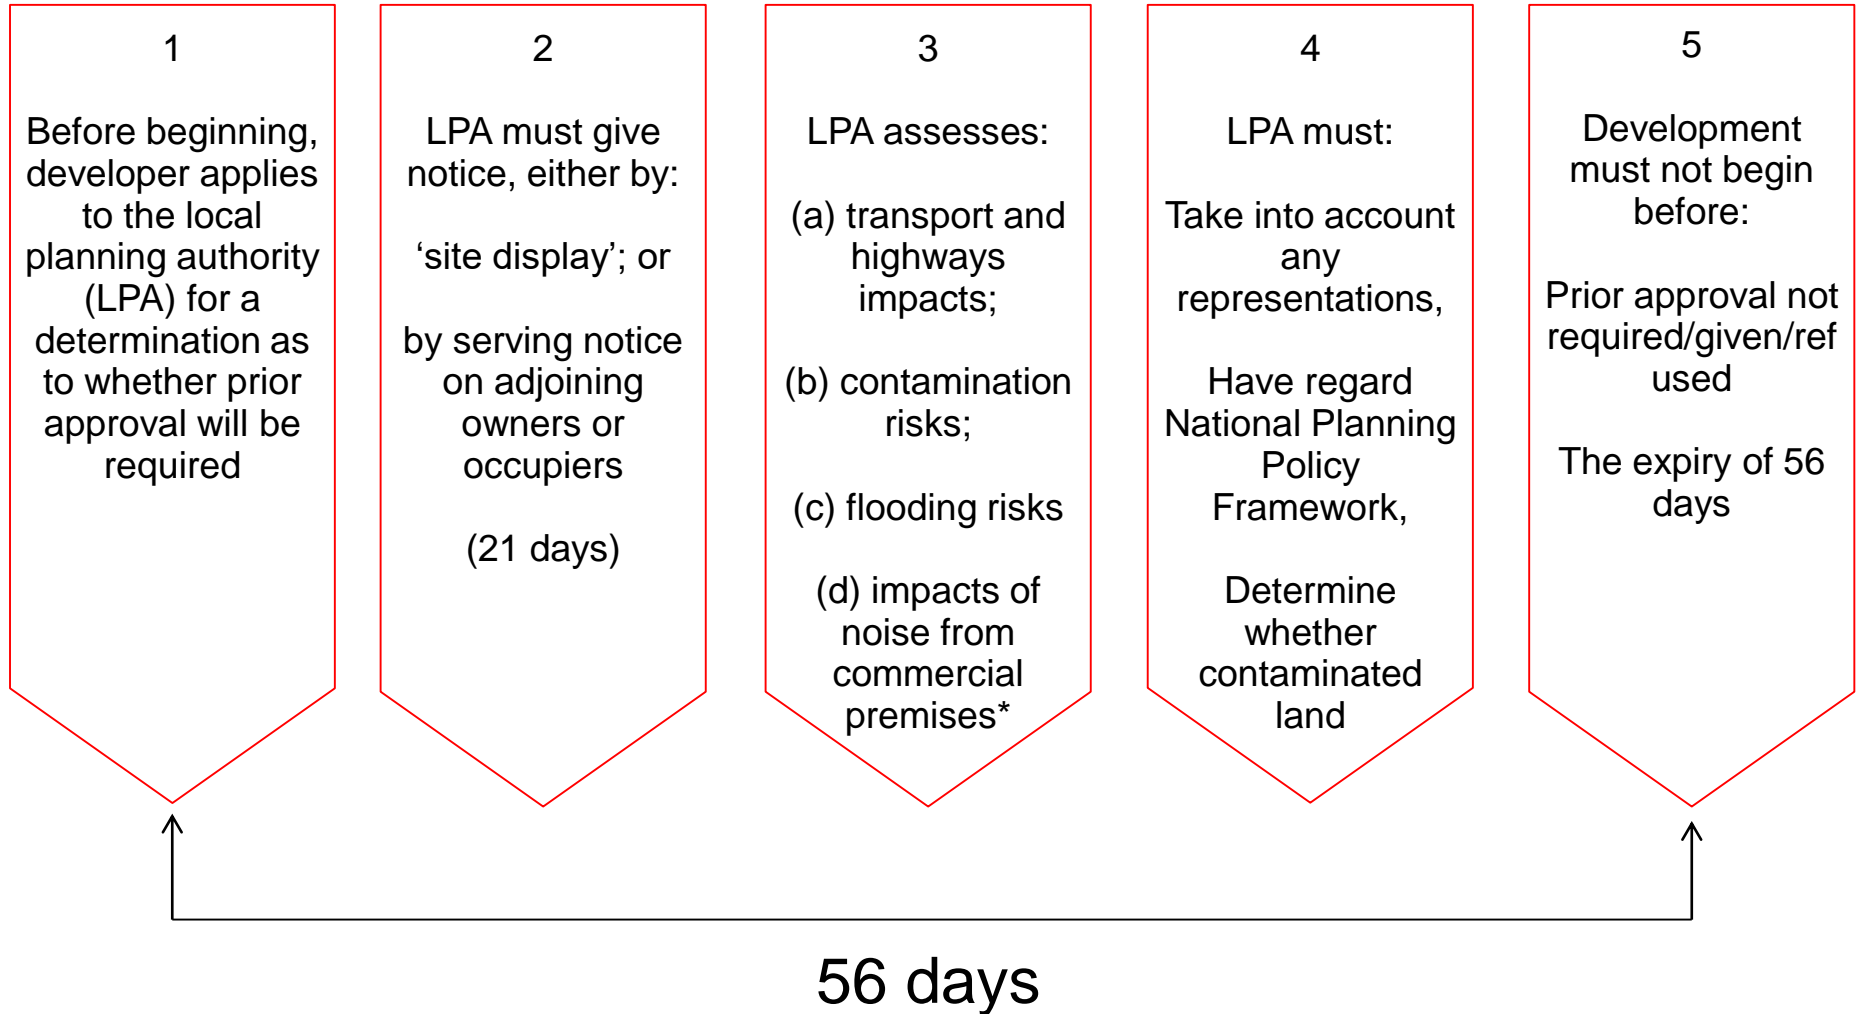 1
Before beginning,
developer applies
to the local
planning authority
(LPA) for a
determination as
to whether prior
approval will be
required
2
LPA must give
notice, either by:
‘site display’; or
by serving notice
on adjoining
owners or
occupiers
(21 days)
3
LPA assesses:
(a) transport and
highways
impacts;
(b) contamination
risks;
(c) flooding risks
(d) impacts of
noise from
commercial
premises*
4
LPA must:
Take into account
any
representations,
Have regard
National Planning
Policy
Framework,
Determine
whether
contaminated
land
5
Development
must not begin
before:
Prior approval not
required/given/ref
used
The expiry of 56
days
56 days